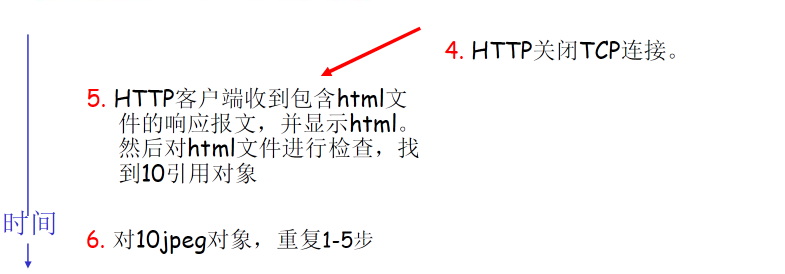 4. HTTP关闭TCP连接。
5. HTTP客户端收到包含html文
件的响应报文，并显示html。
然后对html文件进行检查，找
到10引用对象
时间
6. 对10jpeg对象，重复1-5步